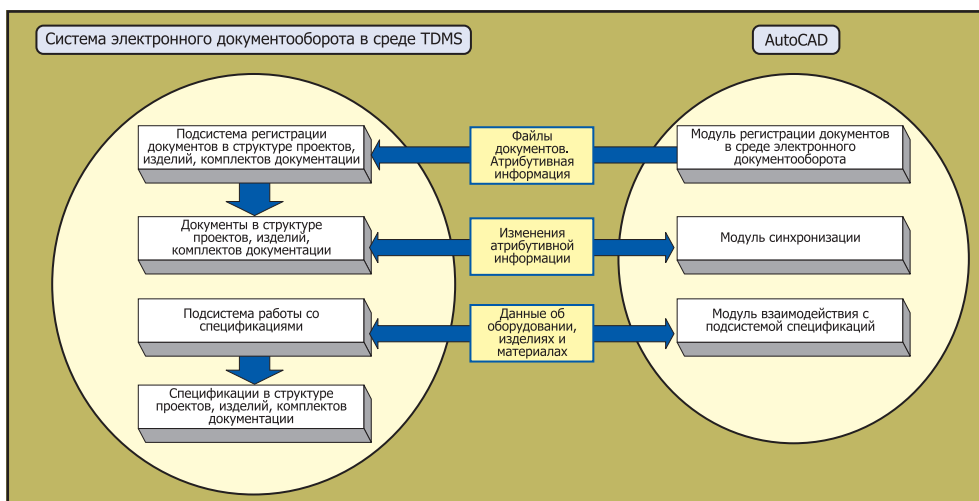 Система электронного документооборота в среде TDMS
AutoCAD
Подсистема регистрации
документов в структуре проектов,
изделий, комплектов документации
Файлы
документов.
Атрибутивная
информация
Модуль регистрации документов
в среде электронного
документооборота
Документы в структуре
проектов, изделий,
комплектов документации
Изменения
атрибутивной
информации
Модуль синхронизации
Подсистема работы со
спецификациями
Данные об
оборудовании,
изделиях и
материалах
Модуль взаимодействия с
подсистемой спецификаций
Спецификации в структуре
проектов, изделий, комплектов
документации